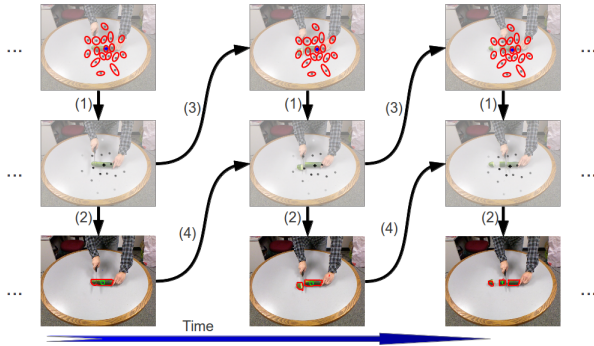 ... ...
(1) (3) (1) (3) (1)
... ...
(2) (4) (2) (4) (2)
... ...
Time